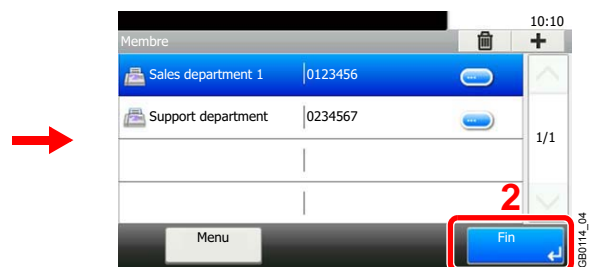 10:10
Membre
Sales department 1 0123456
Support department 0234567
1/1
2
Menu Fin
GB0114_04